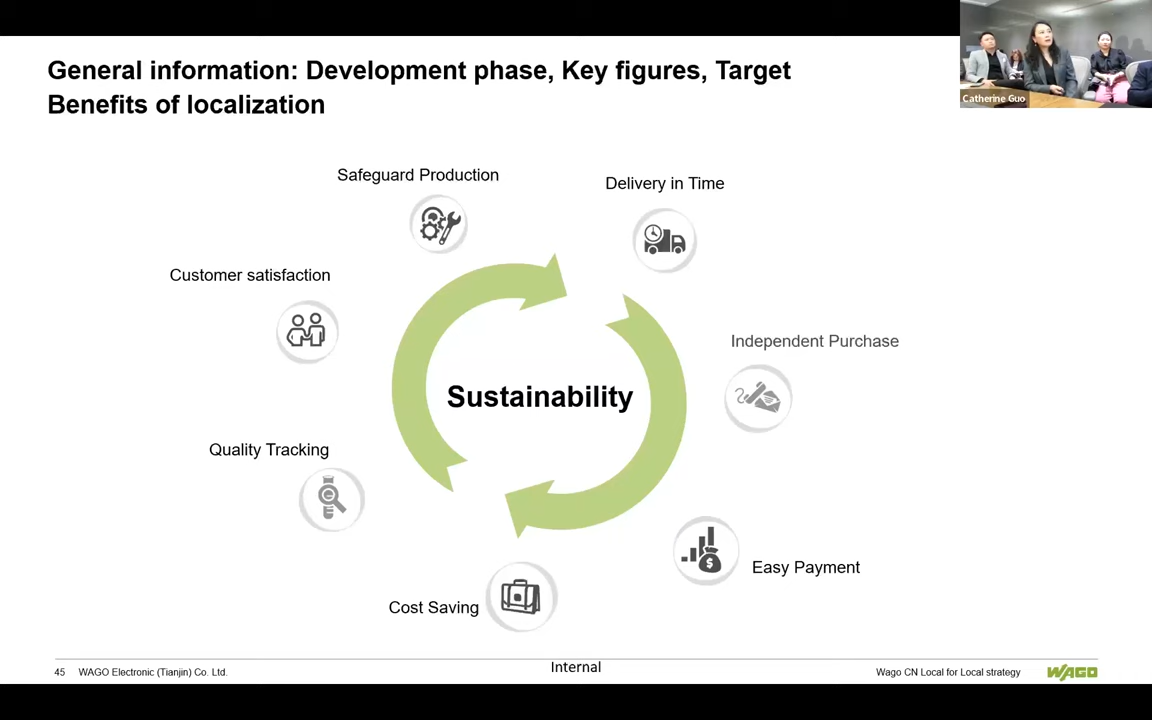 General information: Development phase, Key figures, Target
Benefits of localization
Catherine Guo
Safeguard Production
Delivery in Time
Customer satisfaction
Independent Purchase
Sustainability
Quality Tracking
$
Easy Payment
Cost Saving
45 WAGO Electronic (Tianjin) Co. Ltd.
Internal
Wago CN Local for Local strategy
WAGO